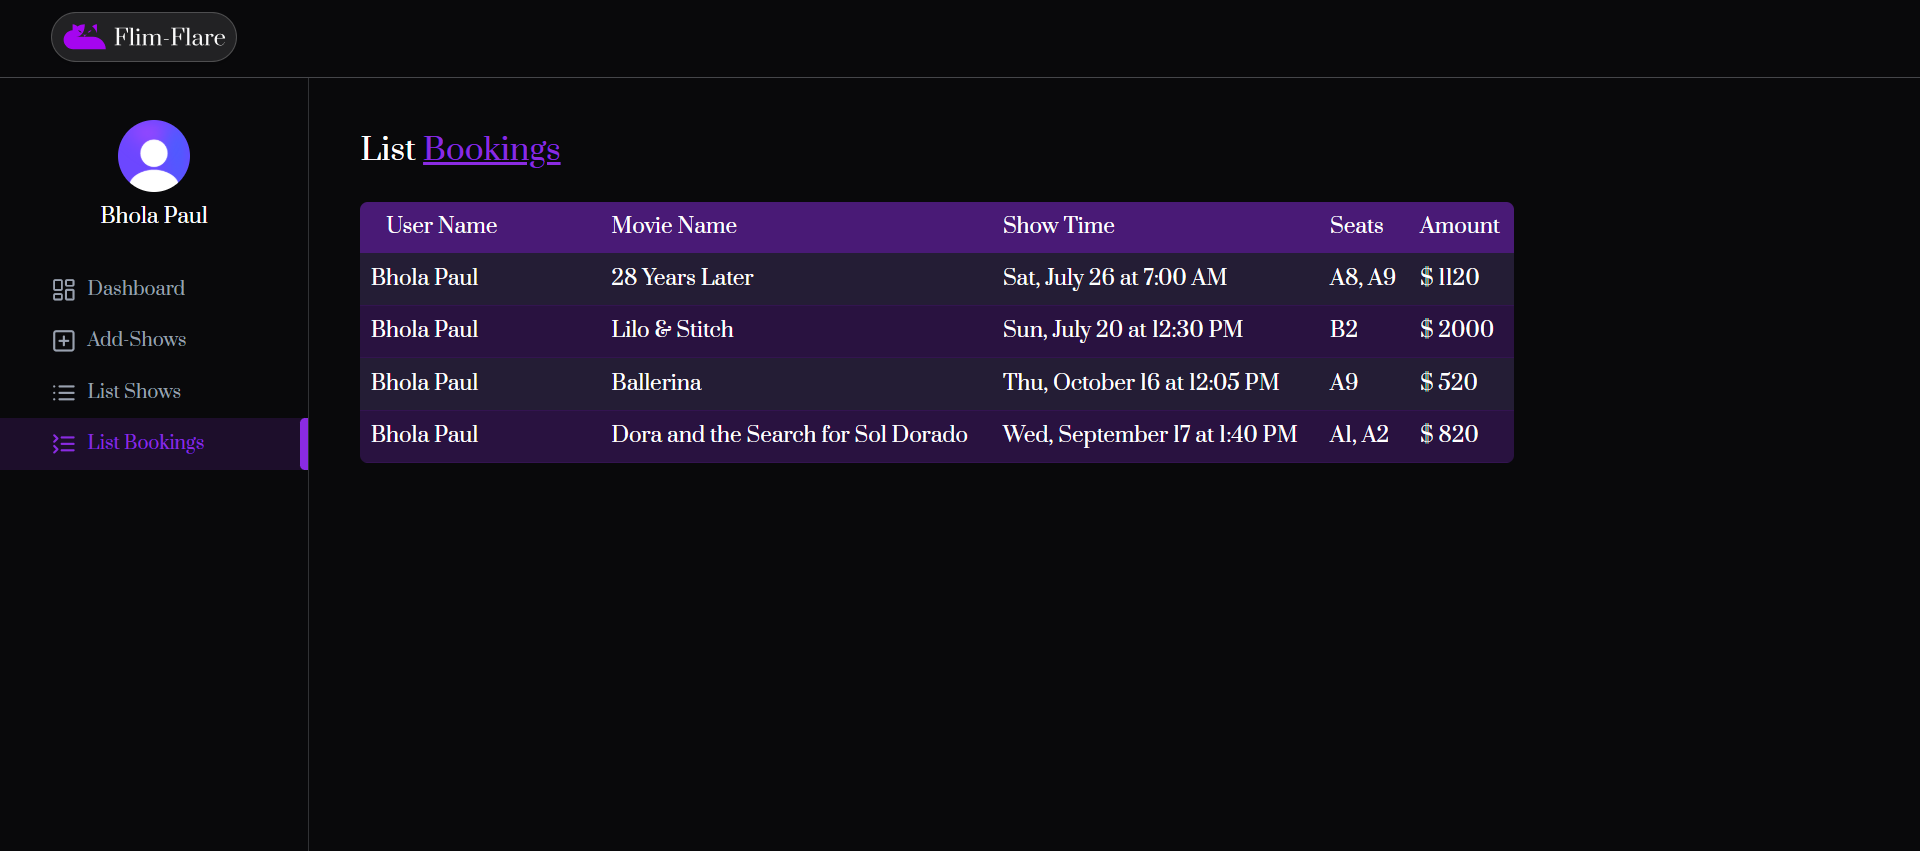 Flim-Flare
Bhola Paul
Dashboard
Add-Shows
List Shows
List Bookings
List Bookings
User Name Movie Name Show Time Seats Amount
Bhola Paul 28 Years Later Sat, July 26 at 7:00 AM A8, A9 $ 1120
Bhola Paul Lilo & Stitch Sun, July 20 at 12:30 PM B2 $ 2000
Bhola Paul Ballerina Thu, October 16 at 12:05 PM A9 $ 520
Bhola Paul Dora and the Search for Sol Dorado Wed, September 17 at 1:40 PM A1, A2 $ 820